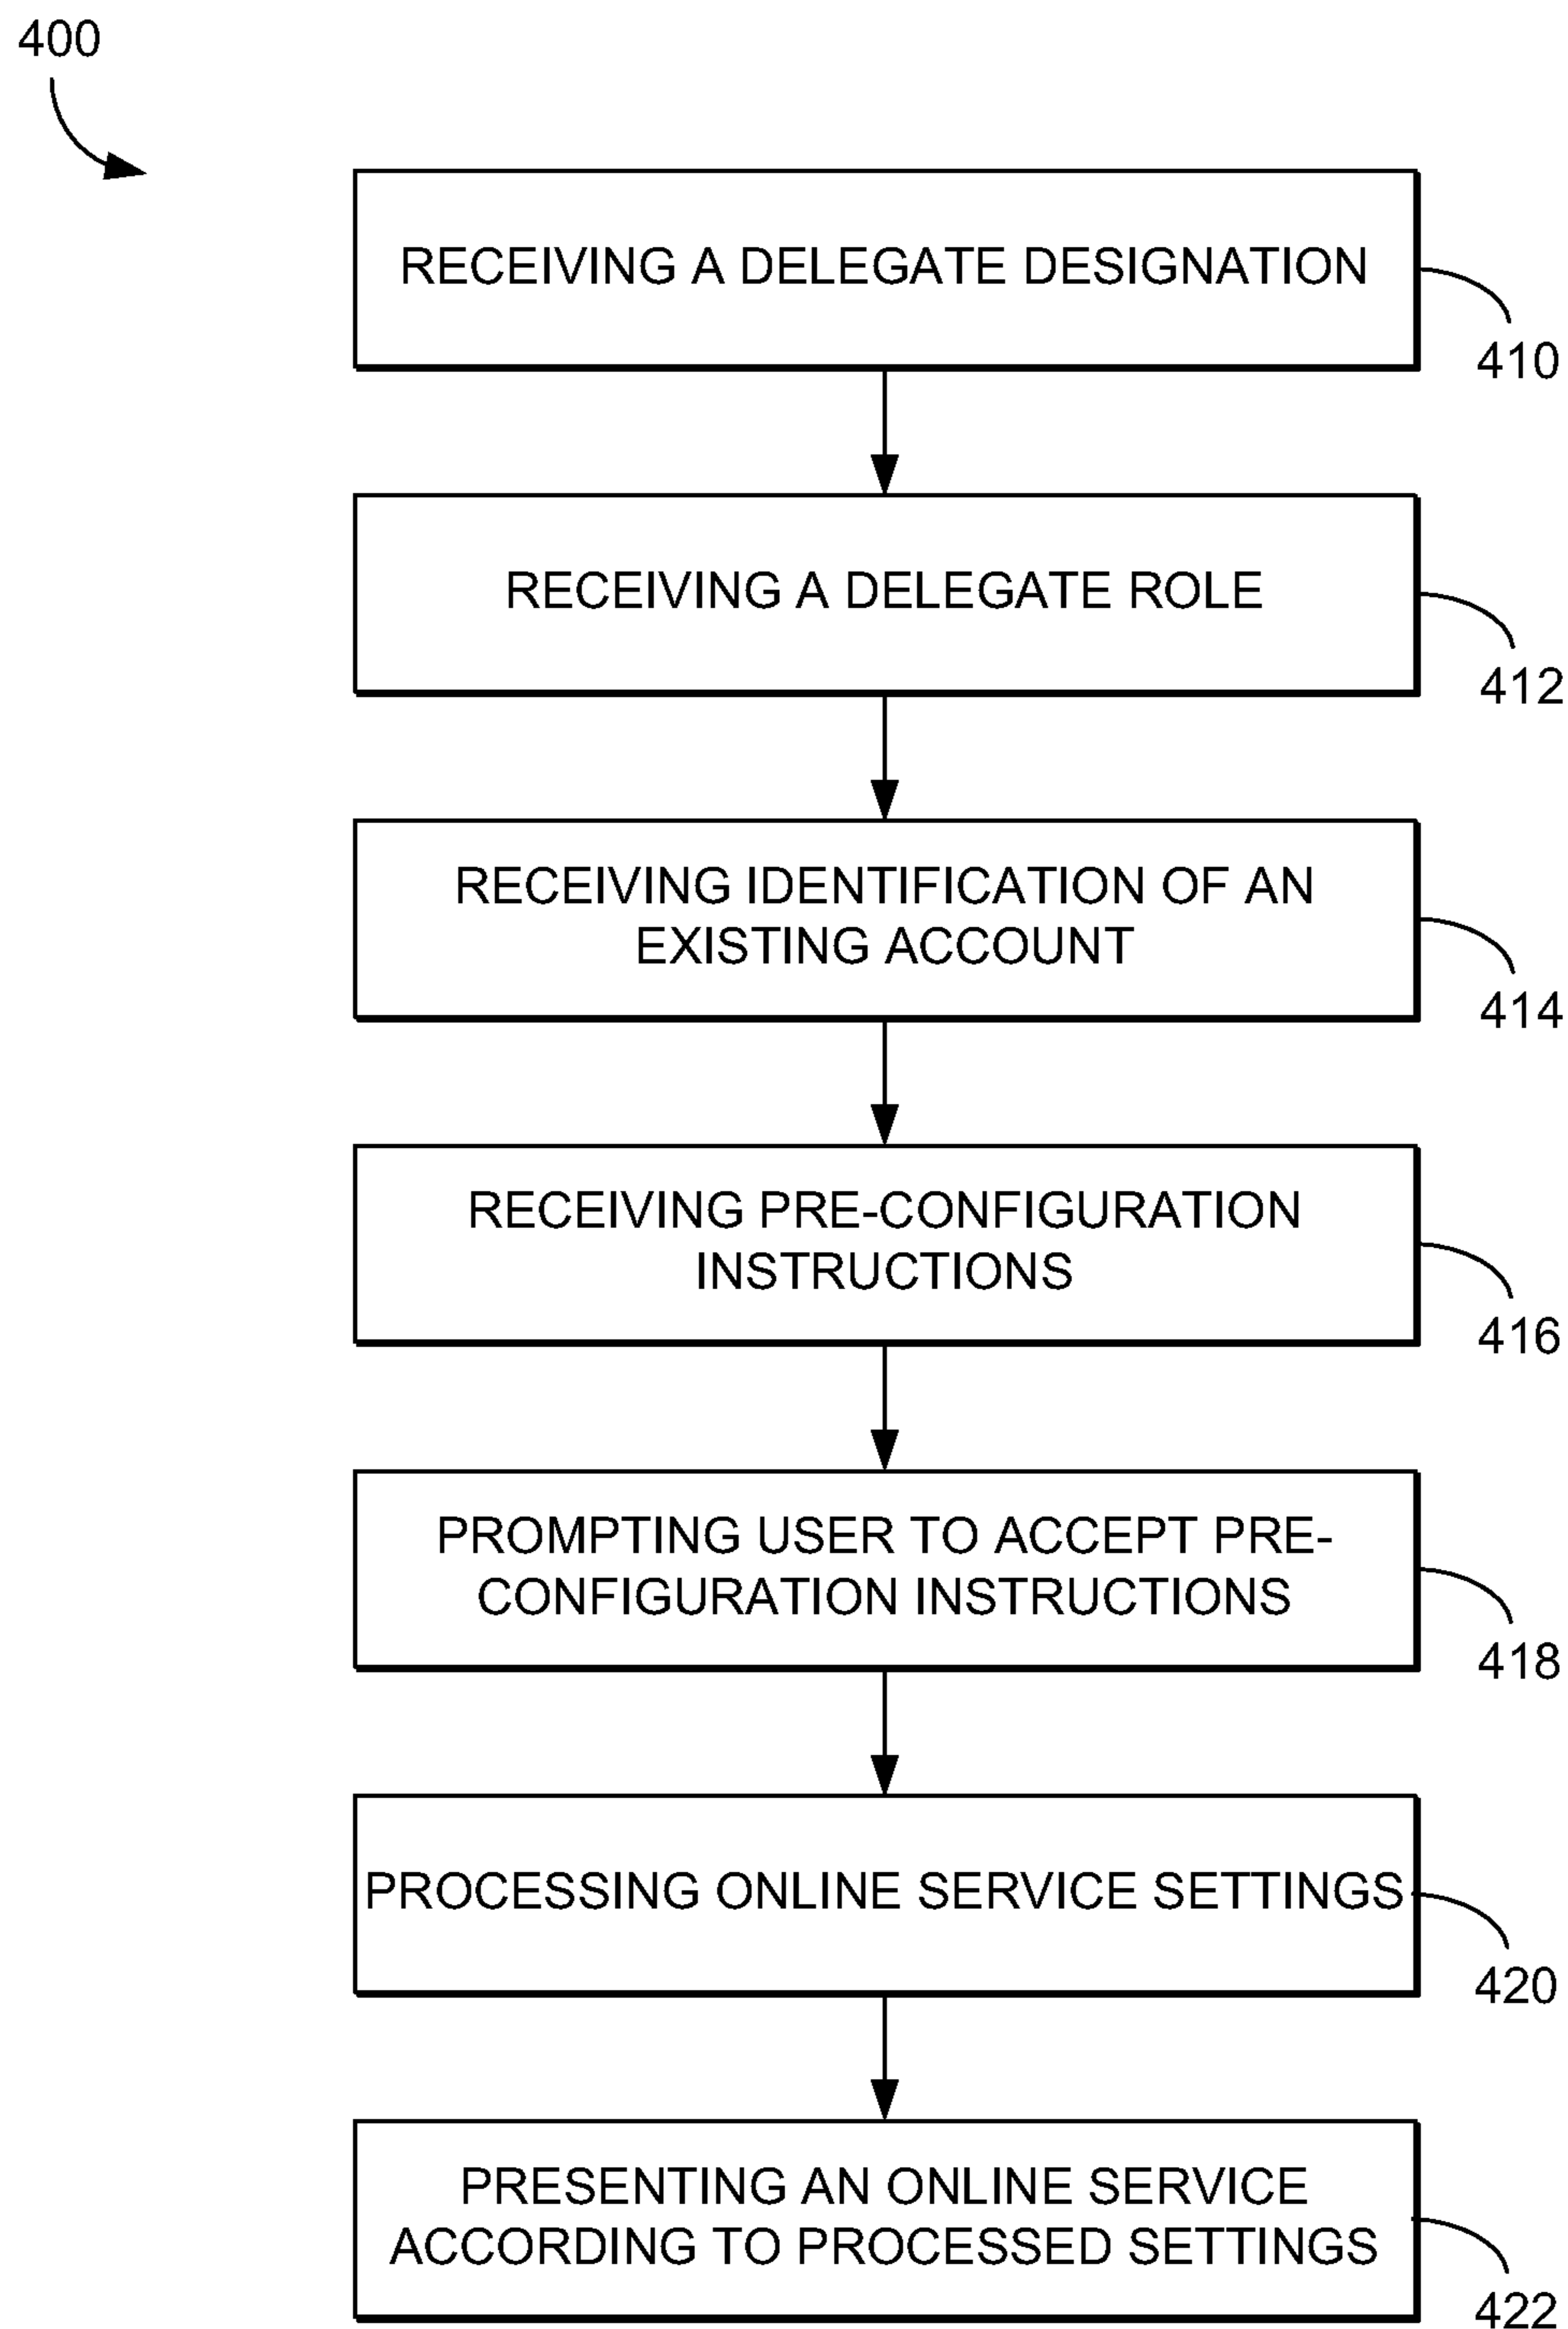 400
RECEIVING A DELEGATE DESIGNATION
410
RECEIVING A DELEGATE ROLE
412
RECEIVING IDENTIFICATION OF AN
EXISTING ACCOUNT
414
RECEIVING PRE-CONFIGURATION
INSTRUCTIONS
416
PROMPTING USER TO ACCEPT PRE-
CONFIGURATION INSTRUCTIONS
418
PROCESSING ONLINE SERVICE SETTINGS
420
PRESENTING AN ONLINE SERVICE
ACCORDING TO PROCESSED SETTINGS
422